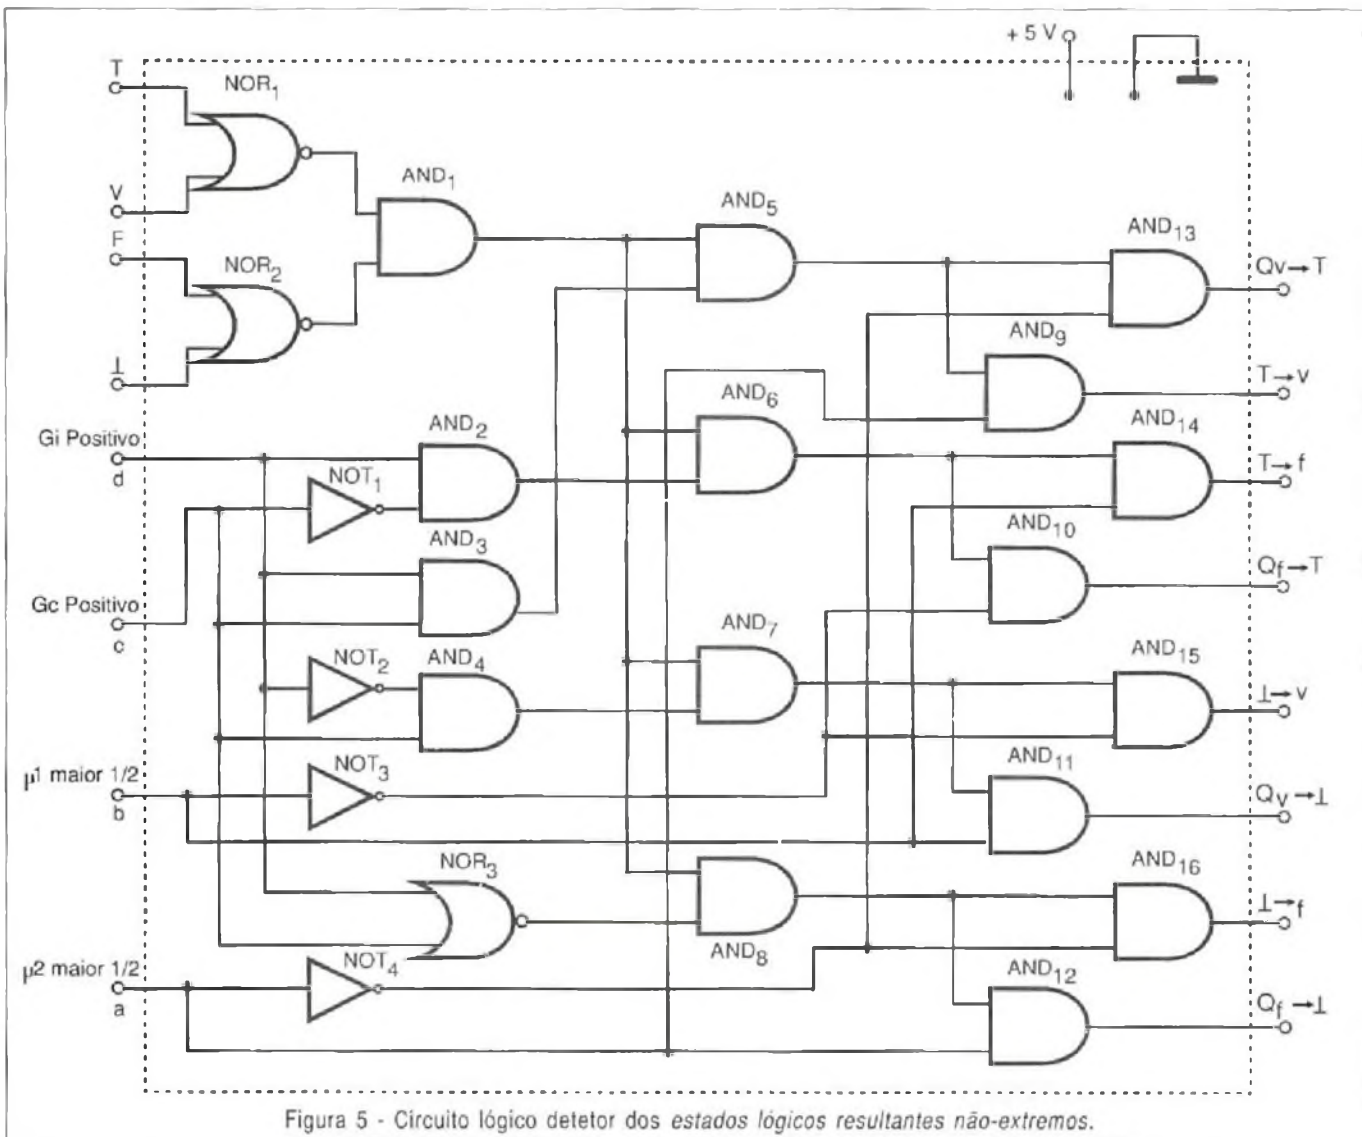 + 5 V
T
NOR1
V
AND1
F
NOR2
⊥
AND5
AND13
Qv→T
AND9
T→v
Gi Positivo
d
AND2
NOT1
AND6
AND14
T→f
AND3
AND10
Qf→T
Gc Positivo
c
NOT2
AND4
AND7
AND15
⊥→v
μ1 maior 1/2
b
NOT3
AND11
Qv→⊥
NOR3
AND16
⊥→f
μ2 maior 1/2
a
NOT4
AND8
AND12
Qf→⊥
Figura 5 - Circuito lógico detetor dos estados lógicos resultantes não-extremos.